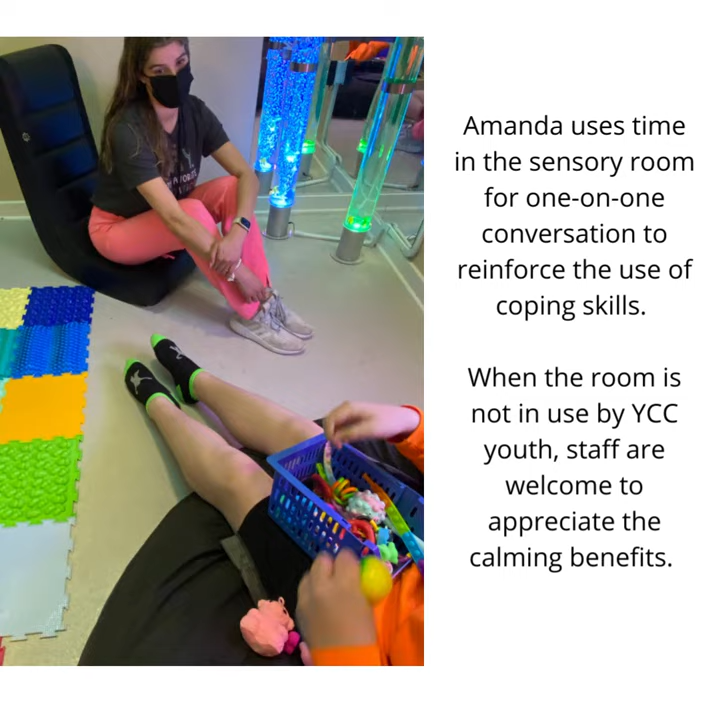 Amanda uses time
in the sensory room
for one-on-one
conversation to
reinforce the use of
coping skills.
When the room is
not in use by YCC
youth, staff are
welcome to
appreciate the
calming benefits.